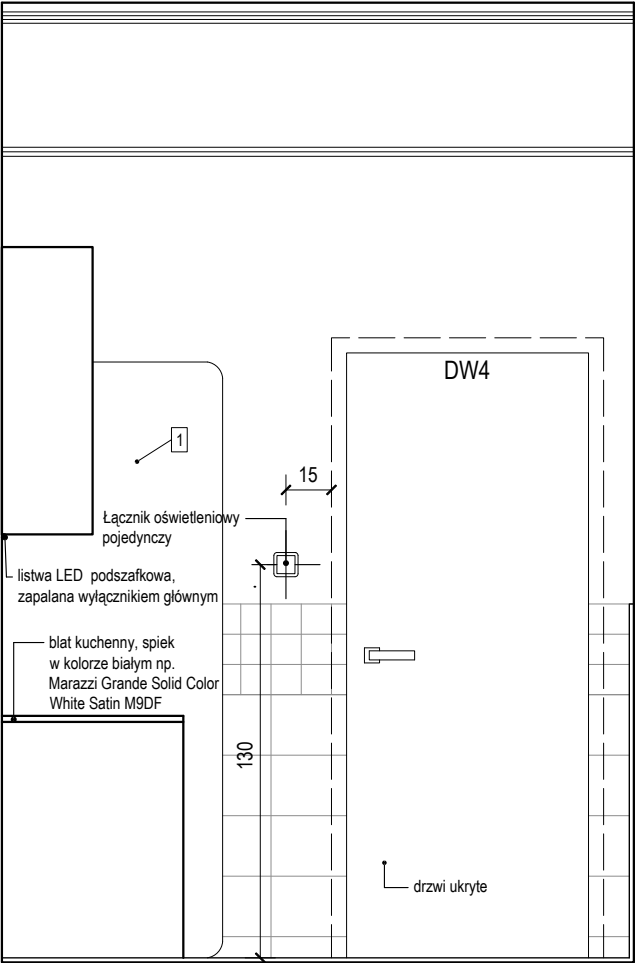 DW4
1
15
Łącznik oświetleniowy
pojedynczy
listwa LED podszafkowa,
zapalana wyłącznikiem głównym
blat kuchenny, spiek
w kolorze białym np.
Marazzi Grande Solid Color
White Satin M9DF
130
drzwi ukryte